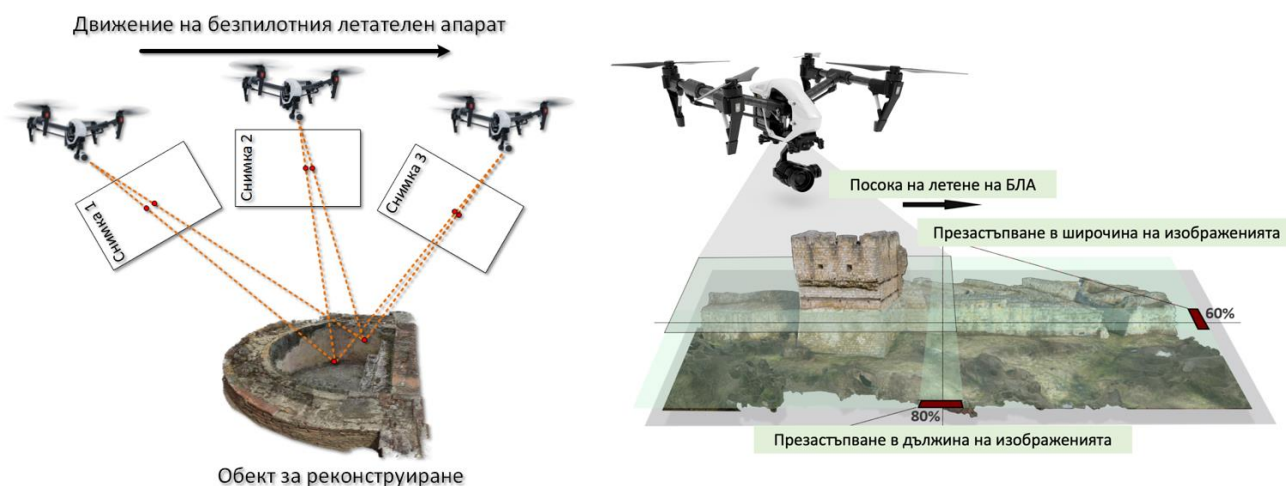 Движение на безпилотния летателен апарат
Снимка 1
Снимка 2
Снимка 3
Обект за реконструиране
Посока на летене на БЛА
Презастъпване в широчина на изображенията
60%
80%
Презастъпване в дължина на изображенията